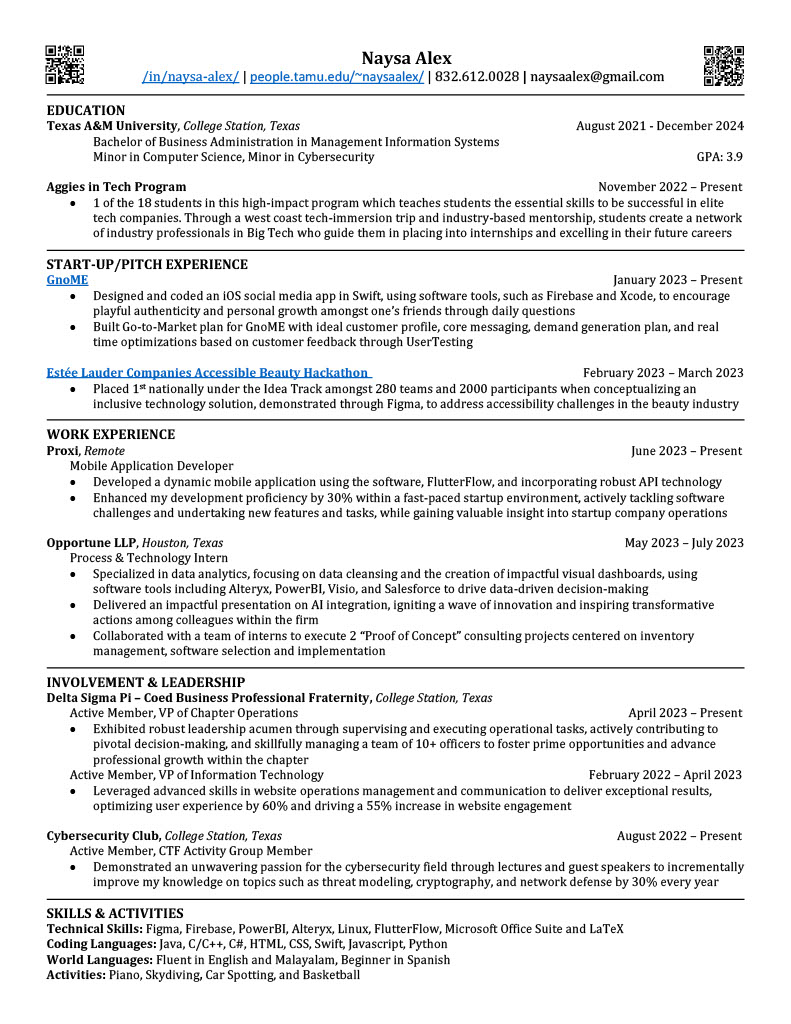 Naysa Alex
/in/naysa-alex/ | people.tamu.edu/~naysaalex/ | 832.612.0028 | naysaalex@gmail.com
EDUCATION
Texas A&M University, College Station, Texas August 2021 - December 2024
Bachelor of Business Administration in Management Information Systems
Minor in Computer Science, Minor in Cybersecurity GPA: 3.9
Aggies in Tech Program November 2022 – Present
• 1 of the 18 students in this high-impact program which teaches students the essential skills to be successful in elite
tech companies. Through a west coast tech-immersion trip and industry-based mentorship, students create a network
of industry professionals in Big Tech who guide them in placing into internships and excelling in their future careers
START-UP/PITCH EXPERIENCE
GnoME January 2023 – Present
• Designed and coded an iOS social media app in Swift, using software tools, such as Firebase and Xcode, to encourage
playful authenticity and personal growth amongst one's friends through daily questions
• Built Go-to-Market plan for GnoME with ideal customer profile, core messaging, demand generation plan, and real
time optimizations based on customer feedback through UserTesting
Estée Lauder Companies Accessible Beauty Hackathon February 2023 – March 2023
• Placed 1st nationally under the Idea Track amongst 280 teams and 2000 participants when conceptualizing an
inclusive technology solution, demonstrated through Figma, to address accessibility challenges in the beauty industry
WORK EXPERIENCE
Proxi, Remote June 2023 – Present
Mobile Application Developer
• Developed a dynamic mobile application using the software, FlutterFlow, and incorporating robust API technology
• Enhanced my development proficiency by 30% within a fast-paced startup environment, actively tackling software
challenges and undertaking new features and tasks, while gaining valuable insight into startup company operations
Opportune LLP, Houston, Texas May 2023 – July 2023
Process & Technology Intern
• Specialized in data analytics, focusing on data cleansing and the creation of impactful visual dashboards, using
software tools including Alteryx, PowerBI, Visio, and Salesforce to drive data-driven decision-making
• Delivered an impactful presentation on AI integration, igniting a wave of innovation and inspiring transformative
actions among colleagues within the firm
• Collaborated with a team of interns to execute 2 "Proof of Concept" consulting projects centered on inventory
management, software selection and implementation
INVOLVEMENT & LEADERSHIP
Delta Sigma Pi – Coed Business Professional Fraternity, College Station, Texas
Active Member, VP of Chapter Operations April 2023 – Present
• Exhibited robust leadership acumen through supervising and executing operational tasks, actively contributing to
pivotal decision-making, and skillfully managing a team of 10+ officers to foster prime opportunities and advance
professional growth within the chapter
Active Member, VP of Information Technology February 2022 – April 2023
• Leveraged advanced skills in website operations management and communication to deliver exceptional results,
optimizing user experience by 60% and driving a 55% increase in website engagement
Cybersecurity Club, College Station, Texas August 2022 – Present
Active Member, CTF Activity Group Member
• Demonstrated an unwavering passion for the cybersecurity field through lectures and guest speakers to incrementally
improve my knowledge on topics such as threat modeling, cryptography, and network defense by 30% every year
SKILLS & ACTIVITIES
Technical Skills: Figma, Firebase, PowerBI, Alteryx, Linux, FlutterFlow, Microsoft Office Suite and LaTeX
Coding Languages: Java, C/C++, C#, HTML, CSS, Swift, Javascript, Python
World Languages: Fluent in English and Malayalam, Beginner in Spanish
Activities: Piano, Skydiving, Car Spotting, and Basketball